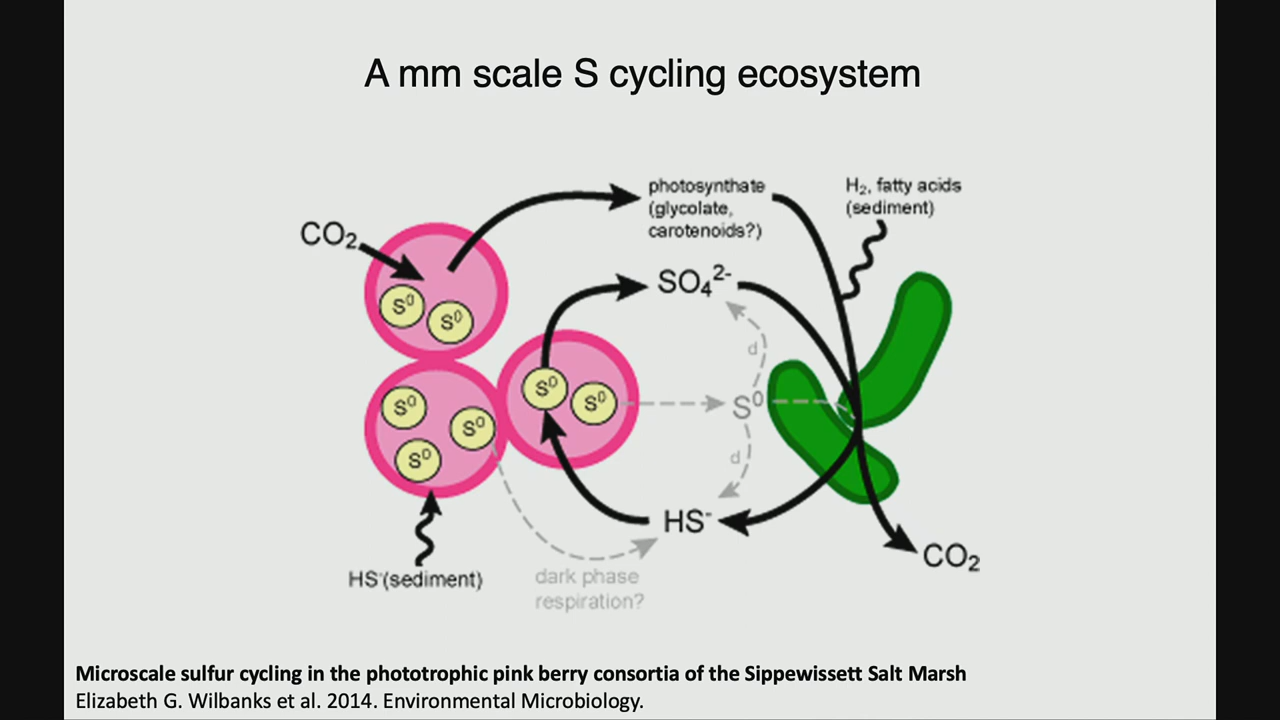 A mm scale S cycling ecosystem
CO₂
photosynthate
(glycolate,
carotenoids?)
H₂, fatty acids
(sediment)
S⁰
S⁰
SO₄²⁻
d
S⁰
S⁰
S⁰
S⁰
S⁰
S⁰
d
HS⁻
HS⁻(sediment)
dark phase
respiration?
CO₂
Microscale sulfur cycling in the phototrophic pink berry consortia of the Sippewissett Salt Marsh
Elizabeth G. Wilbanks et al. 2014. Environmental Microbiology.